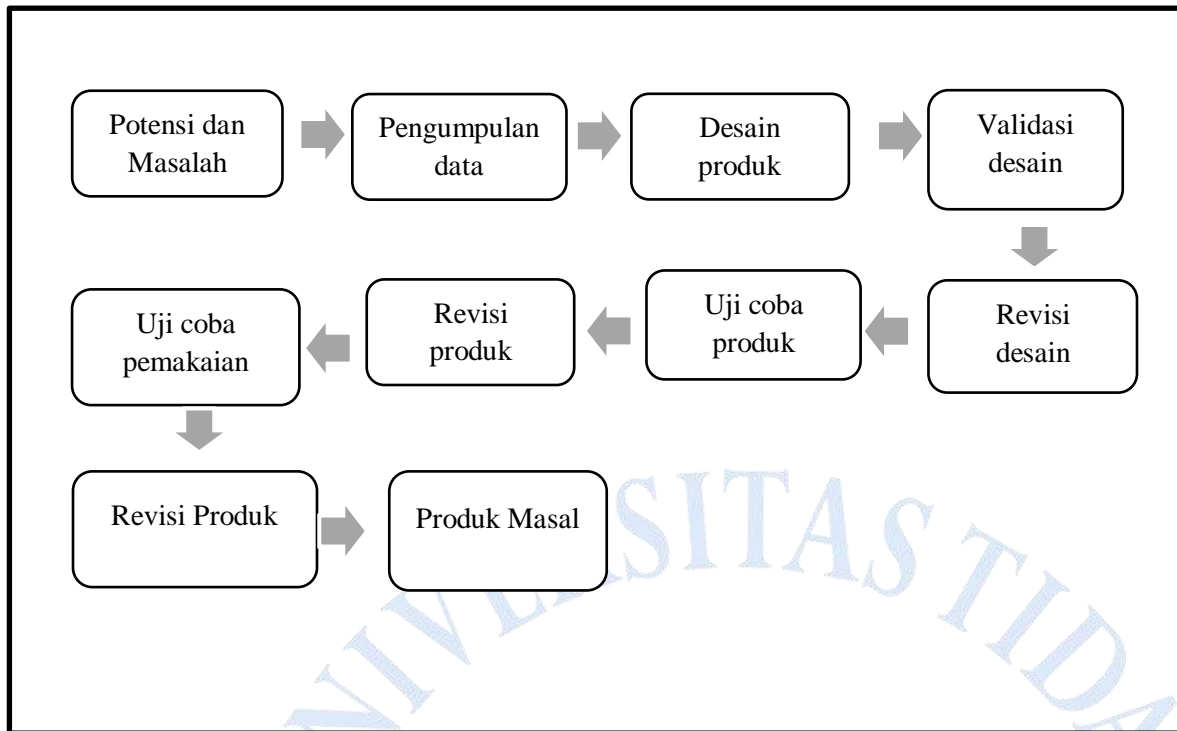 Potensi dan
Masalah
Pengumpulan
data
Desain
produk
Validasi
desain
Revisi
desain
Uji coba
produk
Revisi
produk
Uji coba
pemakaian
Revisi Produk
Produk Masal